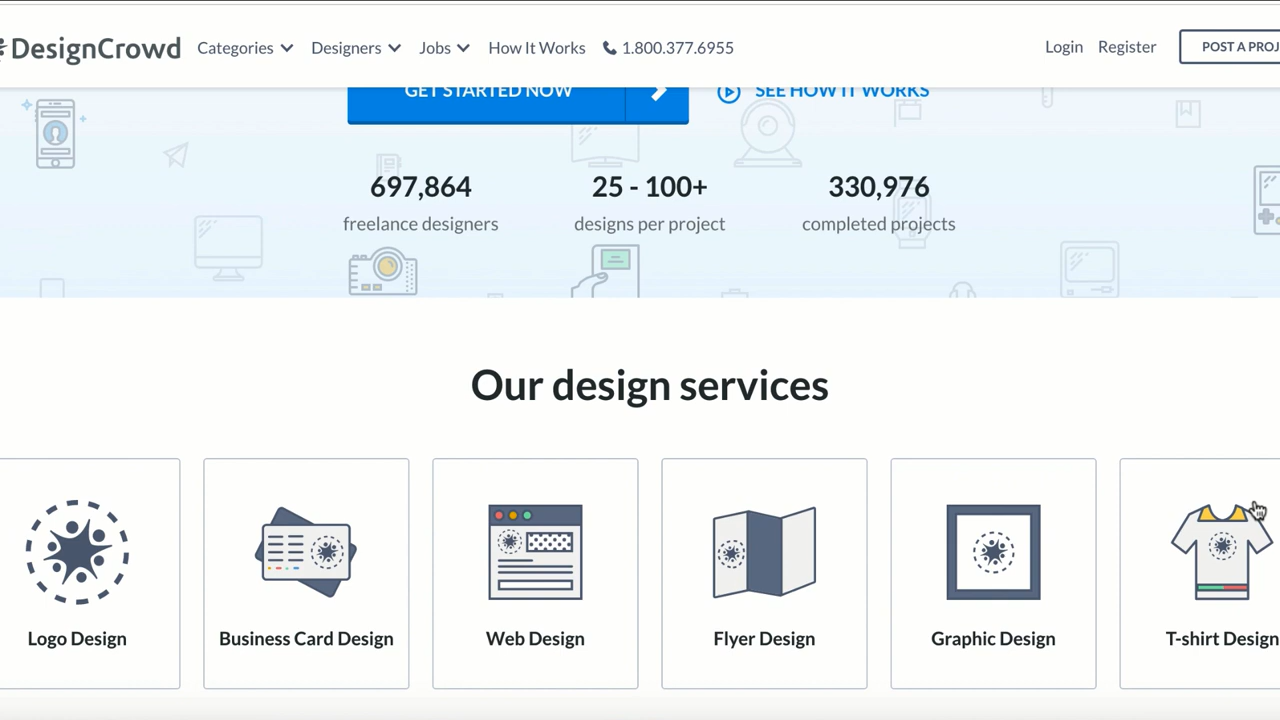 DesignCrowd Categories Designers Jobs How It Works 1.800.377.6955 Login Register POST A PROJ
GET STARTED NOW SEE HOW IT WORKS
697,864 25 - 100+ 330,976
freelance designers designs per project completed projects
Our design services
Logo Design Business Card Design Web Design Flyer Design Graphic Design T-shirt Design